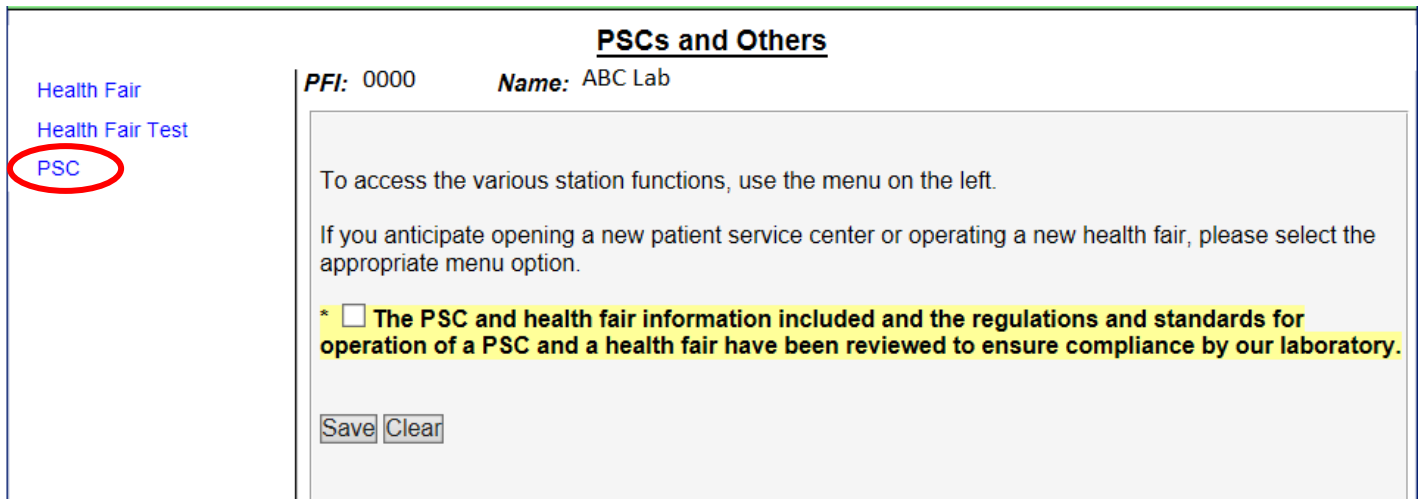 PSCs and Others
Health Fair
Health Fair Test
PSC
PFI: 0000 Name: ABC Lab
To access the various station functions, use the menu on the left.
If you anticipate opening a new patient service center or operating a new health fair, please select the
appropriate menu option.
* The PSC and health fair information included and the regulations and standards for
operation of a PSC and a health fair have been reviewed to ensure compliance by our laboratory.
Save Clear